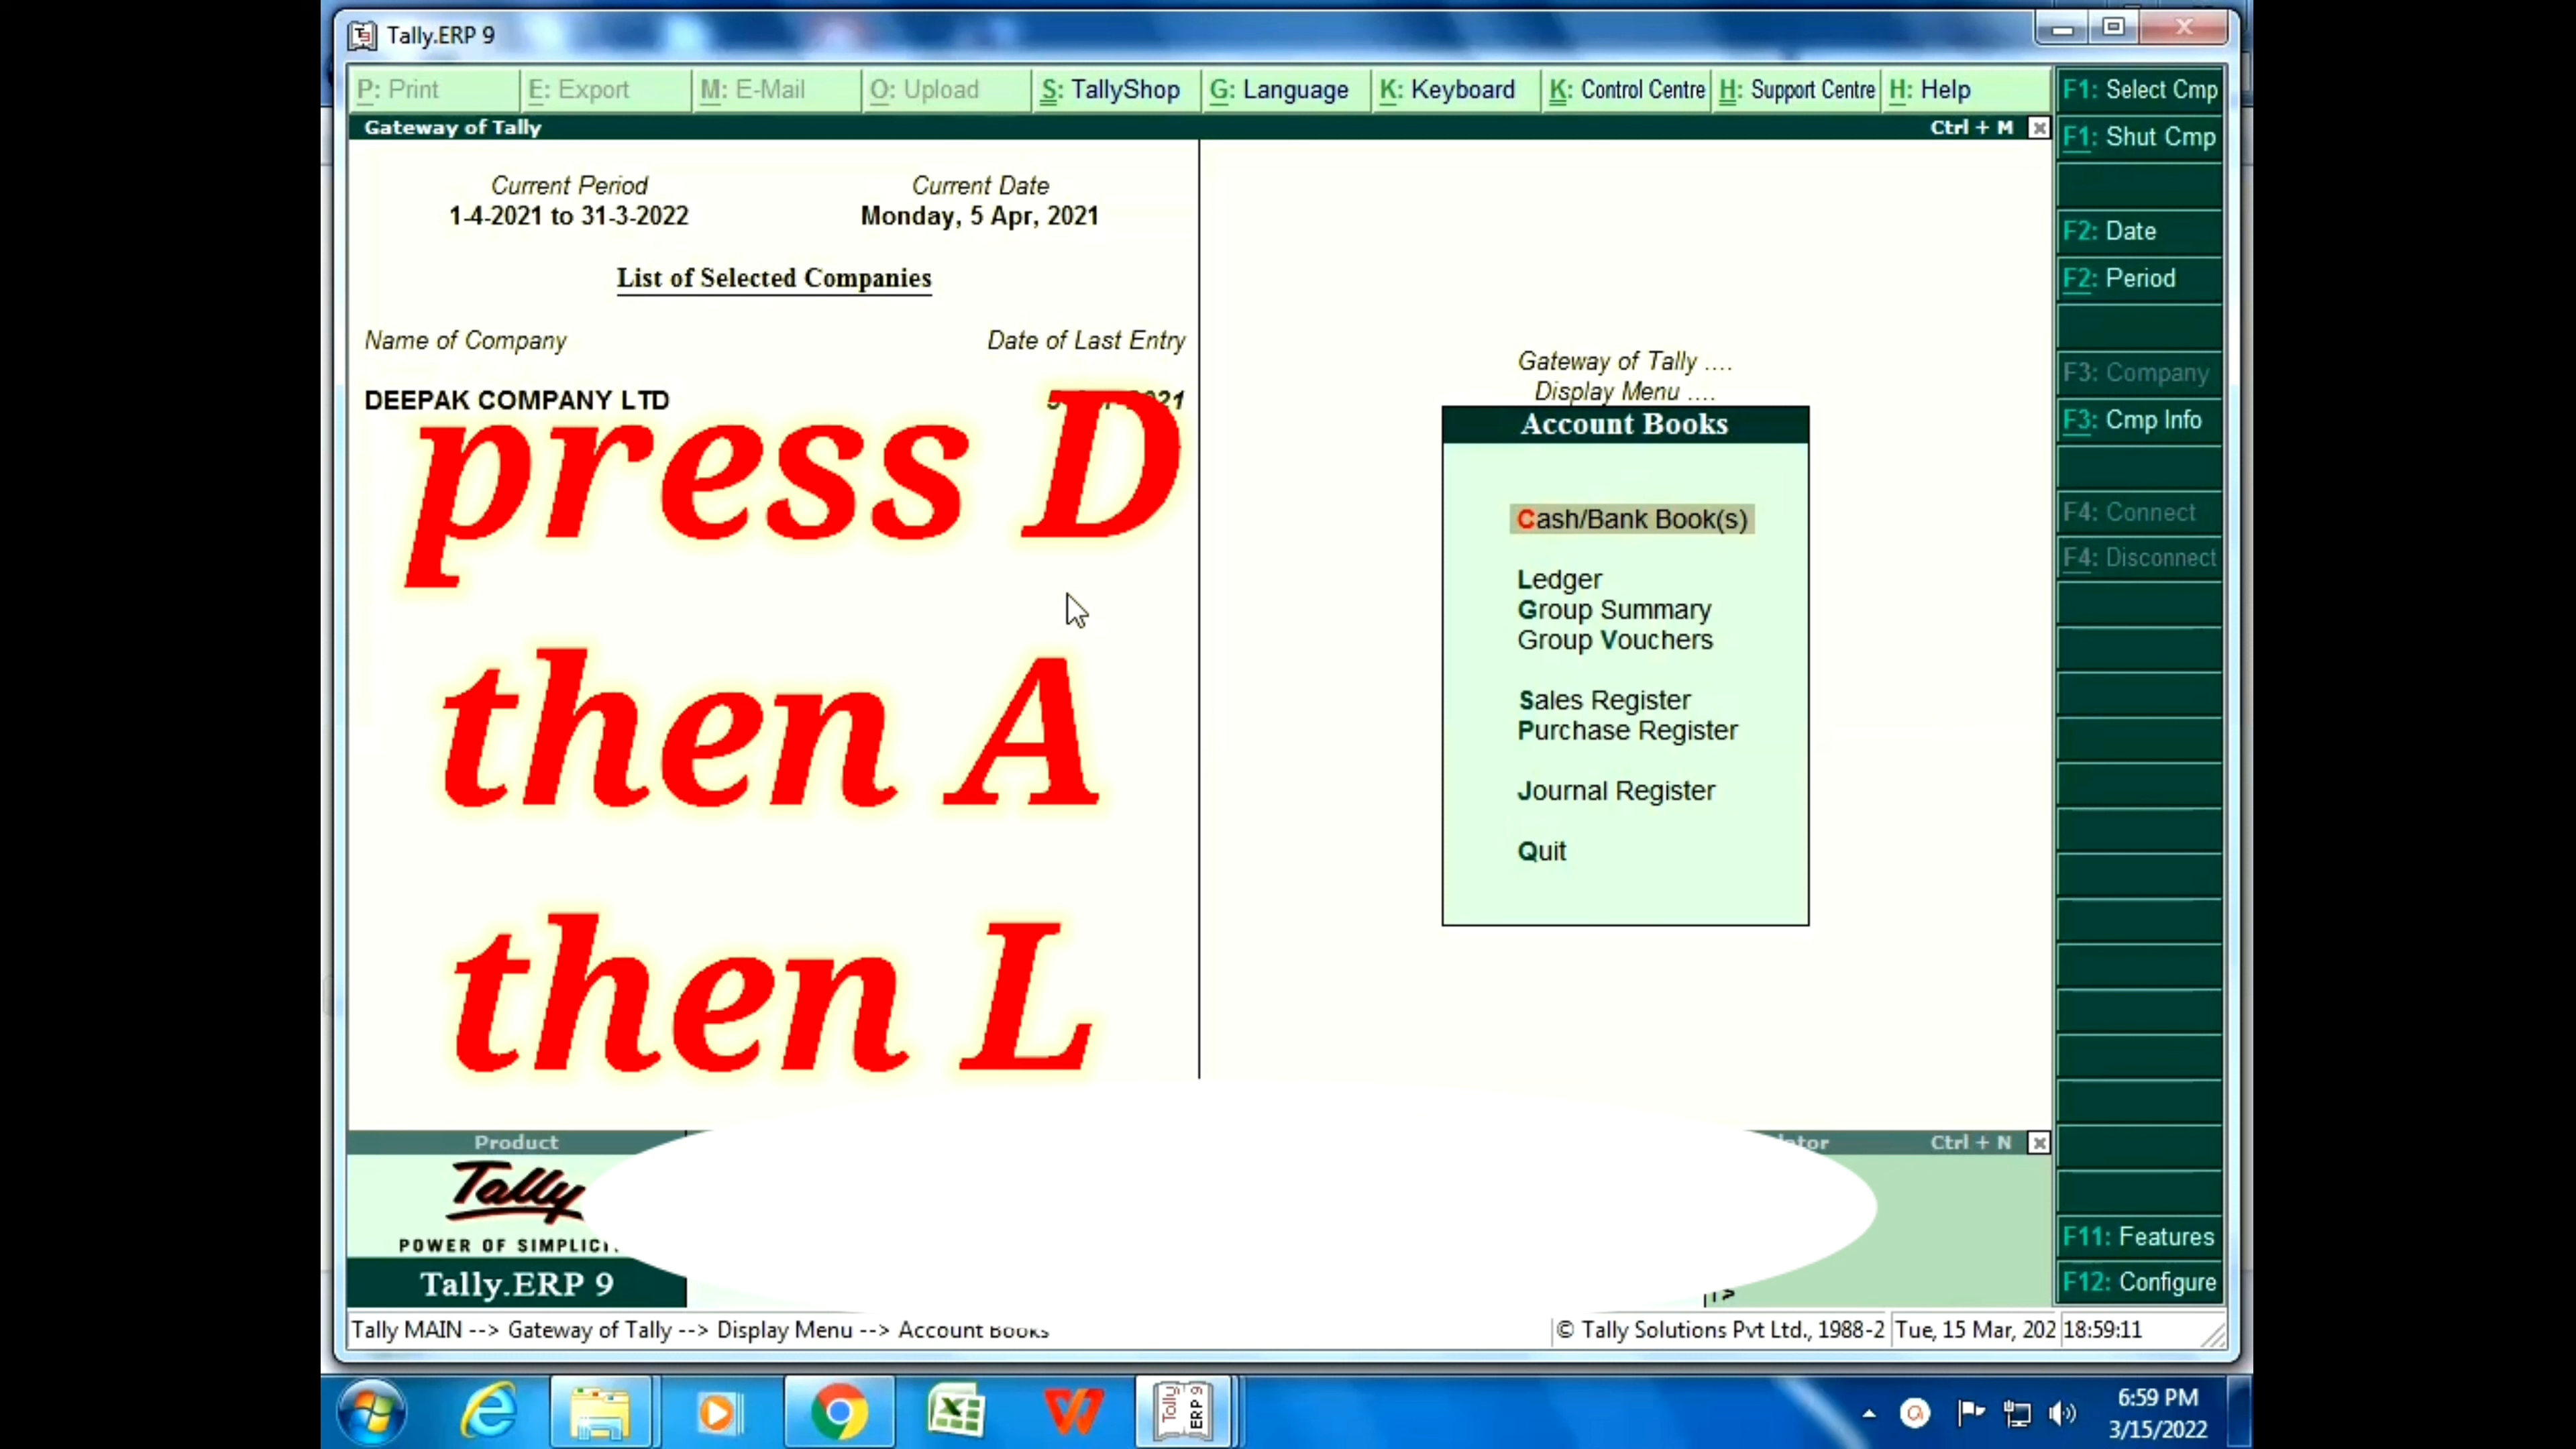 Tally.ERP 9
P: Print E: Export M: E-Mail O: Upload S: TallyShop G: Language K: Keyboard K: Control Centre H: Support Centre H: Help
Gateway of Tally Ctrl + M
Current Period Current Date
1-4-2021 to 31-3-2022 Monday, 5 Apr, 2021
List of Selected Companies
Name of Company Date of Last Entry
DEEPAK COMPANY LTD
press D
then A
then L
Gateway of Tally ....
Display Menu ....
Account Books
Cash/Bank Book(s)
Ledger
Group Summary
Group Vouchers
Sales Register
Purchase Register
Journal Register
Quit
F1: Select Cmp
F1: Shut Cmp
F2: Date
F2: Period
F3: Company
F3: Cmp Info
F4: Connect
F4: Disconnect
F11: Features
F12: Configure
Product Ctrl + N
Tally
POWER OF
Tally.ERP 9
Tally MAIN --> Gateway of Tally --> Display Menu --> Account Books
© Tally Solutions Pvt Ltd., 1988-2 Tue, 15 Mar, 202 18:59:11
Tally ERP 9
6:59 PM
3/15/2022